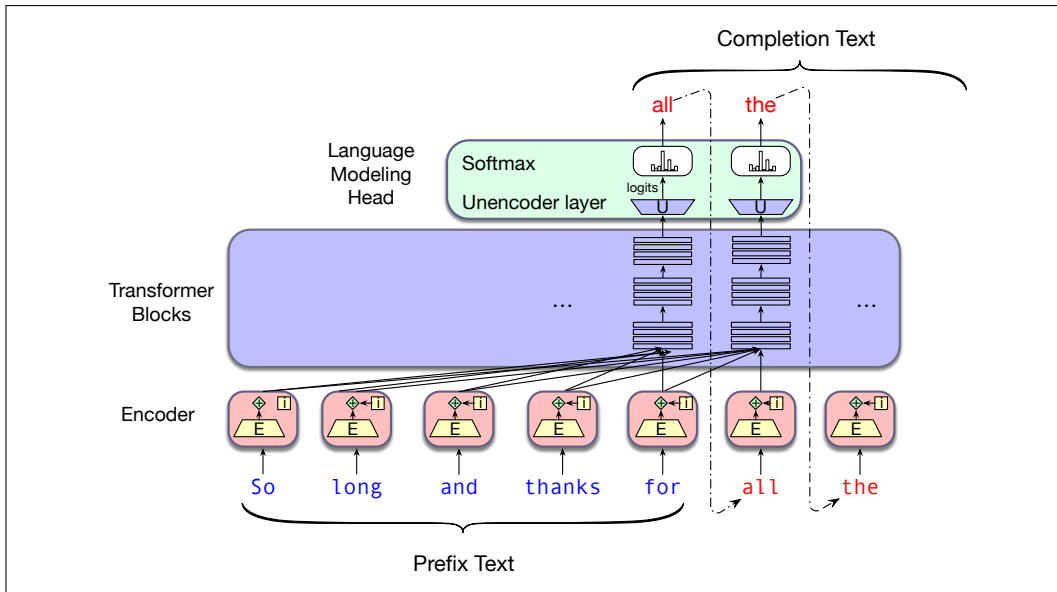 Completion Text
all the
Language
Modeling
Head
Softmax
logits
Unencoder layer
U U
Transformer
Blocks
... ...
Encoder
i i i i i i i
E E E E E E E
So long and thanks for all the
Prefix Text